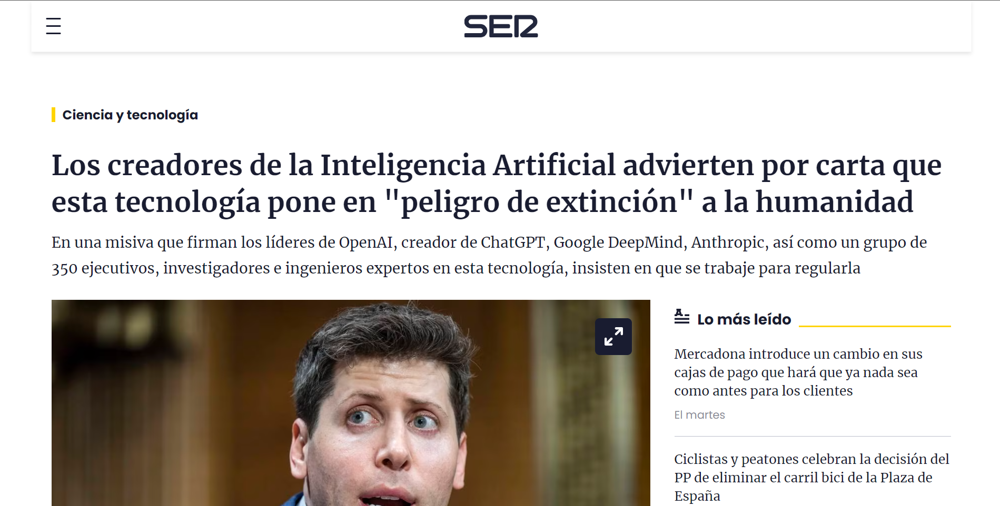 SER
Ciencia y tecnología
Los creadores de la Inteligencia Artificial advierten por carta que
esta tecnología pone en "peligro de extinción" a la humanidad
En una misiva que firman los líderes de OpenAI, creador de ChatGPT, Google DeepMind, Anthropic, así como un grupo de
350 ejecutivos, investigadores e ingenieros expertos en esta tecnología, insisten en que se trabaje para regularla
Lo más leído
Mercadona introduce un cambio en sus
cajas de pago que hará que ya nada sea
como antes para los clientes
El martes
Ciclistas y peatones celebran la decisión del
PP de eliminar el carril bici de la Plaza de
España